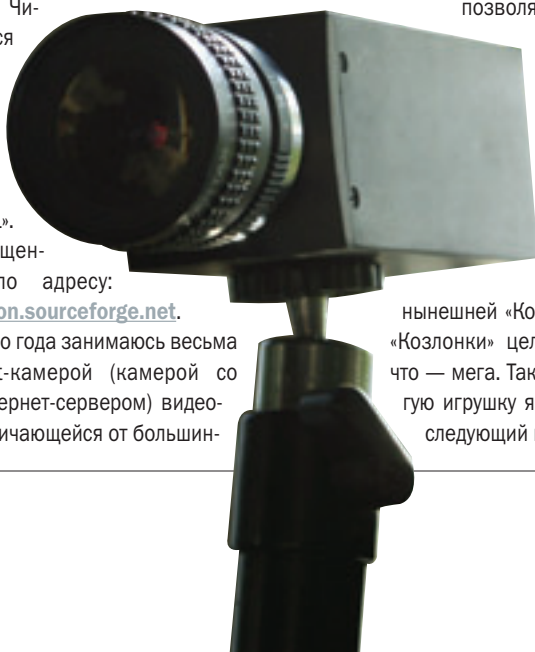 Чи-
ся
».
щен-
по адресу:
on.sourceforge.net.
о года занимаюсь весьма
t-камерой (камерой со
ернет-сервером) видео-
ичающейся от большин-
позволя
нынешней «Ко
«Козлонки» цел
что — мега. Так
гую игрушку я
следующий